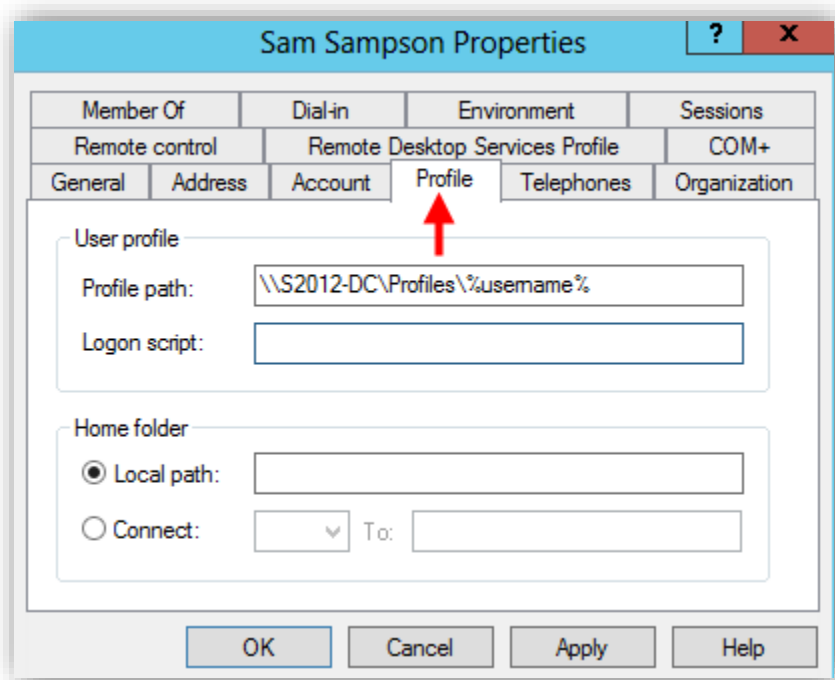 Sam Sampson Properties
?
x
Member Of
Dial-in
Environment
Sessions
Remote control
Remote Desktop Services Profile
COM+
General
Address
Account
Profile
Telephones
Organization
User profile
Profile path:
\\S2012-DC\Profiles\%username%
Logon script:
Home folder
Local path:
Connect:
To:
OK
Cancel
Apply
Help